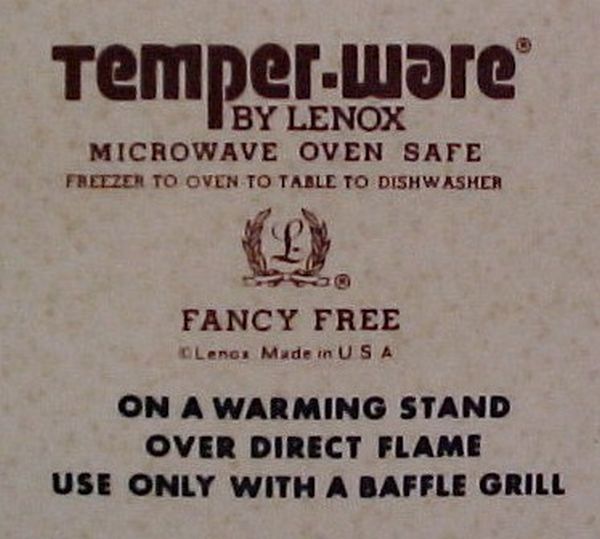 Temper-ware®
BY LENOX
MICROWAVE OVEN SAFE
FREEZER TO OVEN TO TABLE TO DISHWASHER
L ®
FANCY FREE
©Lenox Made in U S A
ON A WARMING STAND
OVER DIRECT FLAME
USE ONLY WITH A BAFFLE GRILL